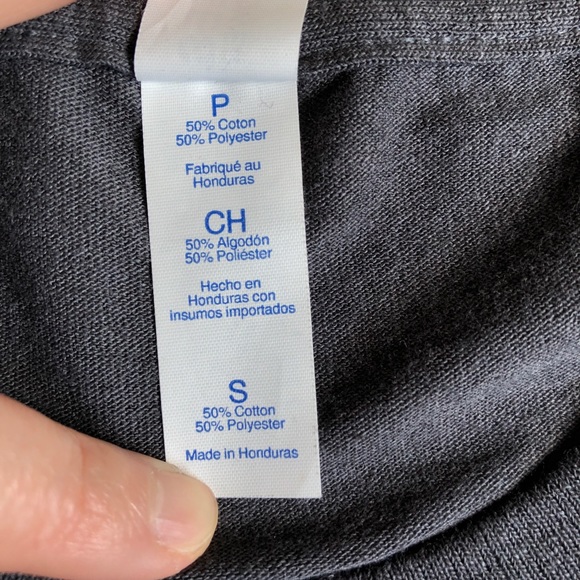 P
50% Coton
50% Polyester
Fabriqué au
Honduras
CH
50% Algodón
50% Poliéster
Hecho en
Honduras con
insumos importados
S
50% Cotton
50% Polyester
Made in Honduras